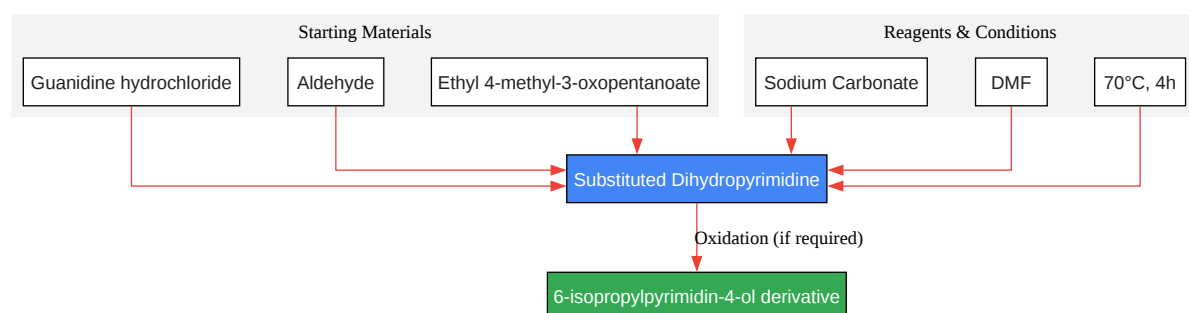 Starting Materials
Reagents & Conditions
Guanidine hydrochloride
Aldehyde
Ethyl 4-methyl-3-oxopentanoate
Sodium Carbonate
DMF
70°C, 4h
Substituted Dihydropyrimidine
Oxidation (if required)
6-isopropylpyrimidin-4-ol derivative